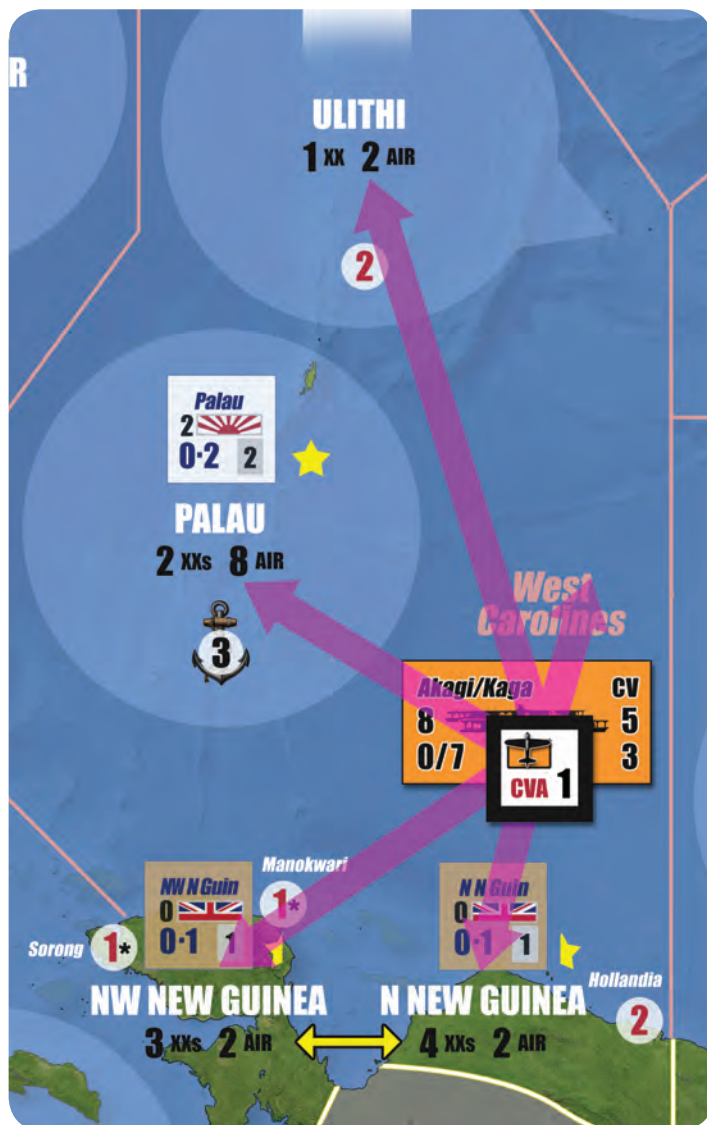 R
ULITHI
1 XX 2 AIR
2
Palau
2
0·2 2
PALAU
2 XXs 8 AIR
3
West
Carolines
Akagi/Kaga CV
8 5
0/7 3
CVA 1
NW N Guin
0
0·1 1
Manokwari
1*
Sorong 1*
N N Guin
0
0·1 1
Hollandia
2
NW NEW GUINEA
3 XXs 2 AIR
N NEW GUINEA
4 XXs 2 AIR